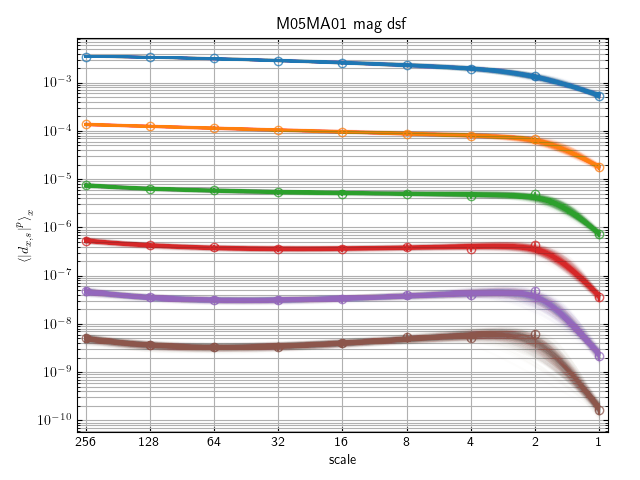 M05MA01 mag dsf
⟨|d_{x,s}|^p⟩_x
10^{-3}
10^{-4}
10^{-5}
10^{-6}
10^{-7}
10^{-8}
10^{-9}
10^{-10}
256 128 64 32 16 8 4 2 1
scale